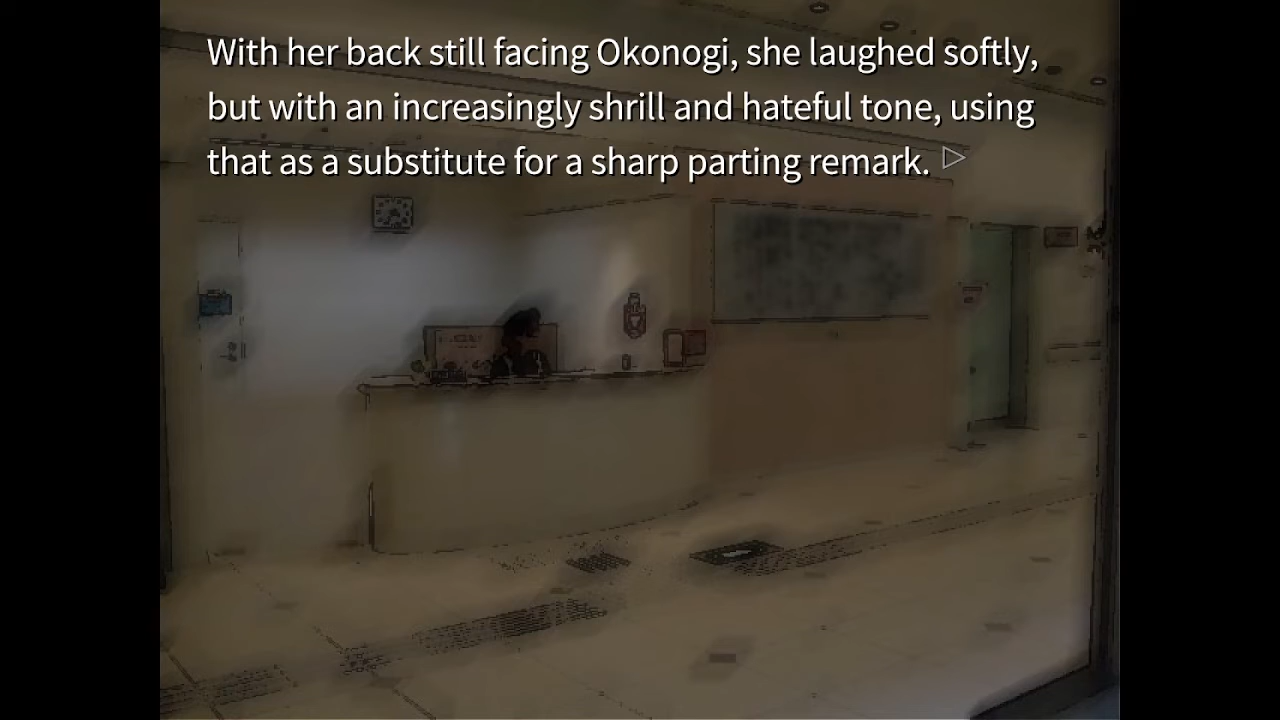 With her back still facing Okonogi, she laughed softly,
but with an increasingly shrill and hateful tone, using
that as a substitute for a sharp parting remark.